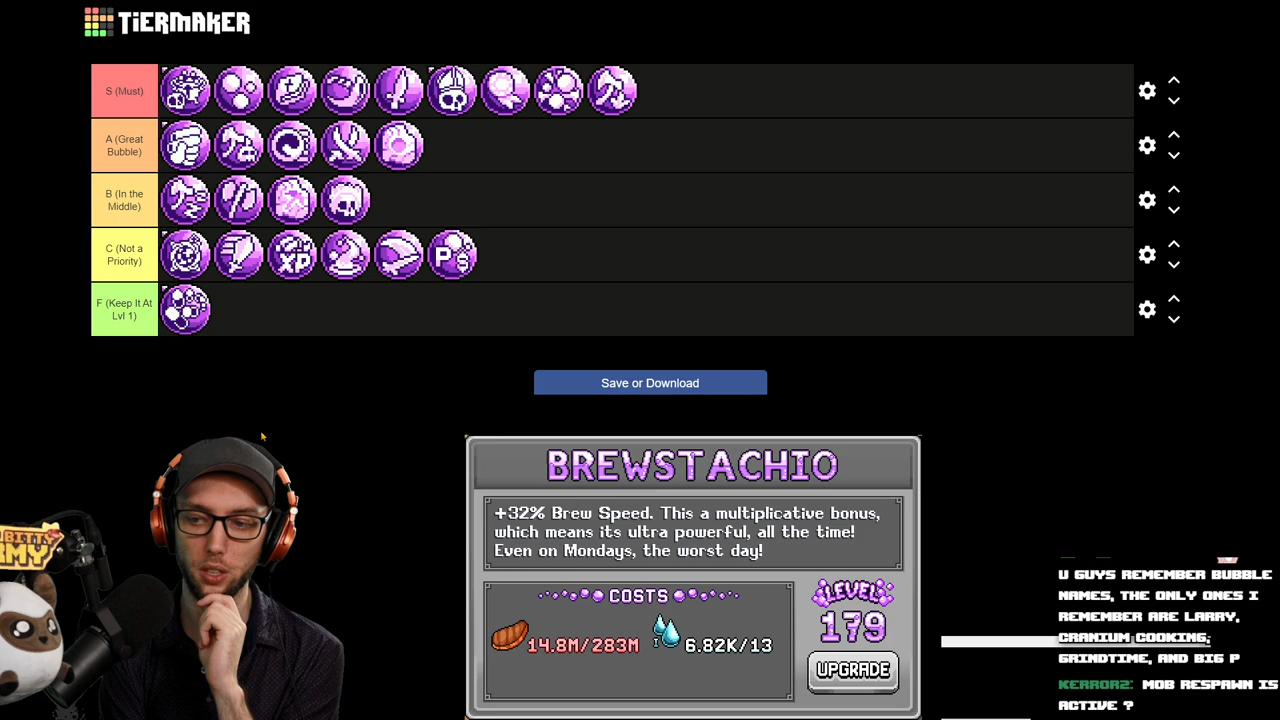 TIERMAKER
S (Must)
A (Great
Bubble)
B (In the
Middle)
C (Not a
Priority)
XP
P$
F (Keep It At
Lvl 1)
Save or Download
BREWSTACHIO
+32% Brew Speed. This a multiplicative bonus,
which means its ultra powerful, all the time!
Even on Mondays, the worst day!
COSTS
14.8M/283M
6.82K/13
LEVEL
179
UPGRADE
BITTY
U GUYS REMEMBER BUBBLE
NAMES, THE ONLY ONES I
REMEMBER ARE LARRY,
CRANIUM COOKING,
GRINDTIME, AND BIG P
KERROR2: MOB RESPAWN IS
ACTIVE ?